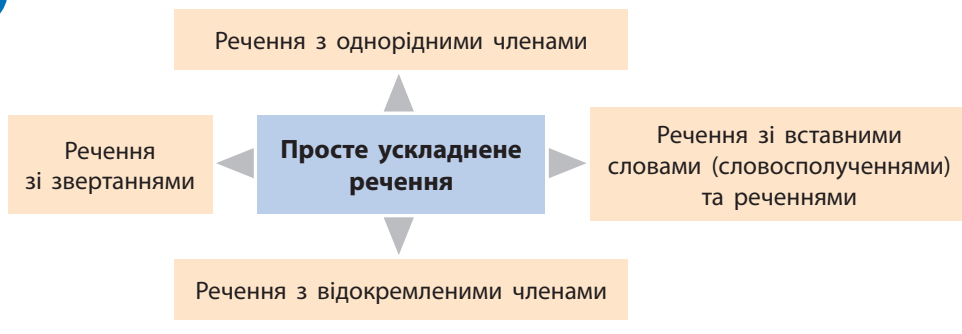 Речення з однорідними членами
Речення
зі звертаннями
Просте ускладнене
речення
Речення зі вставними
словами (словосполученнями)
та реченнями
Речення з відокремленими членами